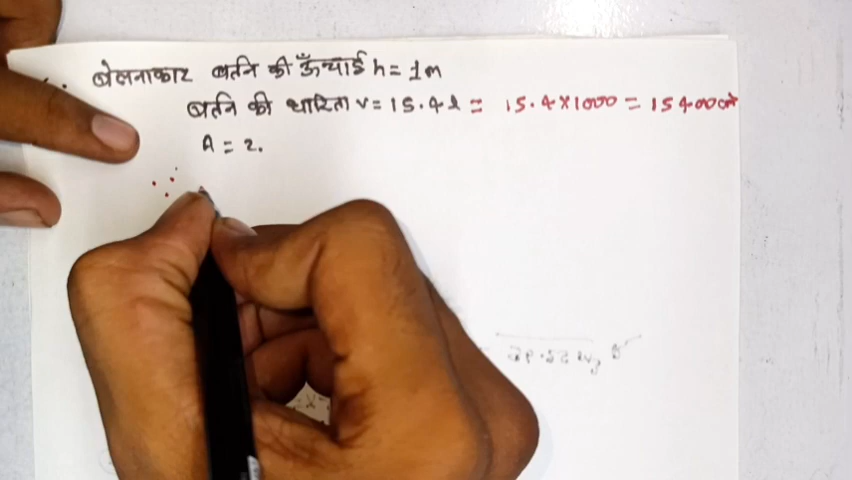 बेलनाकार बर्तन की ऊँचाई h = 1m
बर्तन की धारिता v = 15.4 l = 15.4 × 1000 = 15400
A = 2.
∴